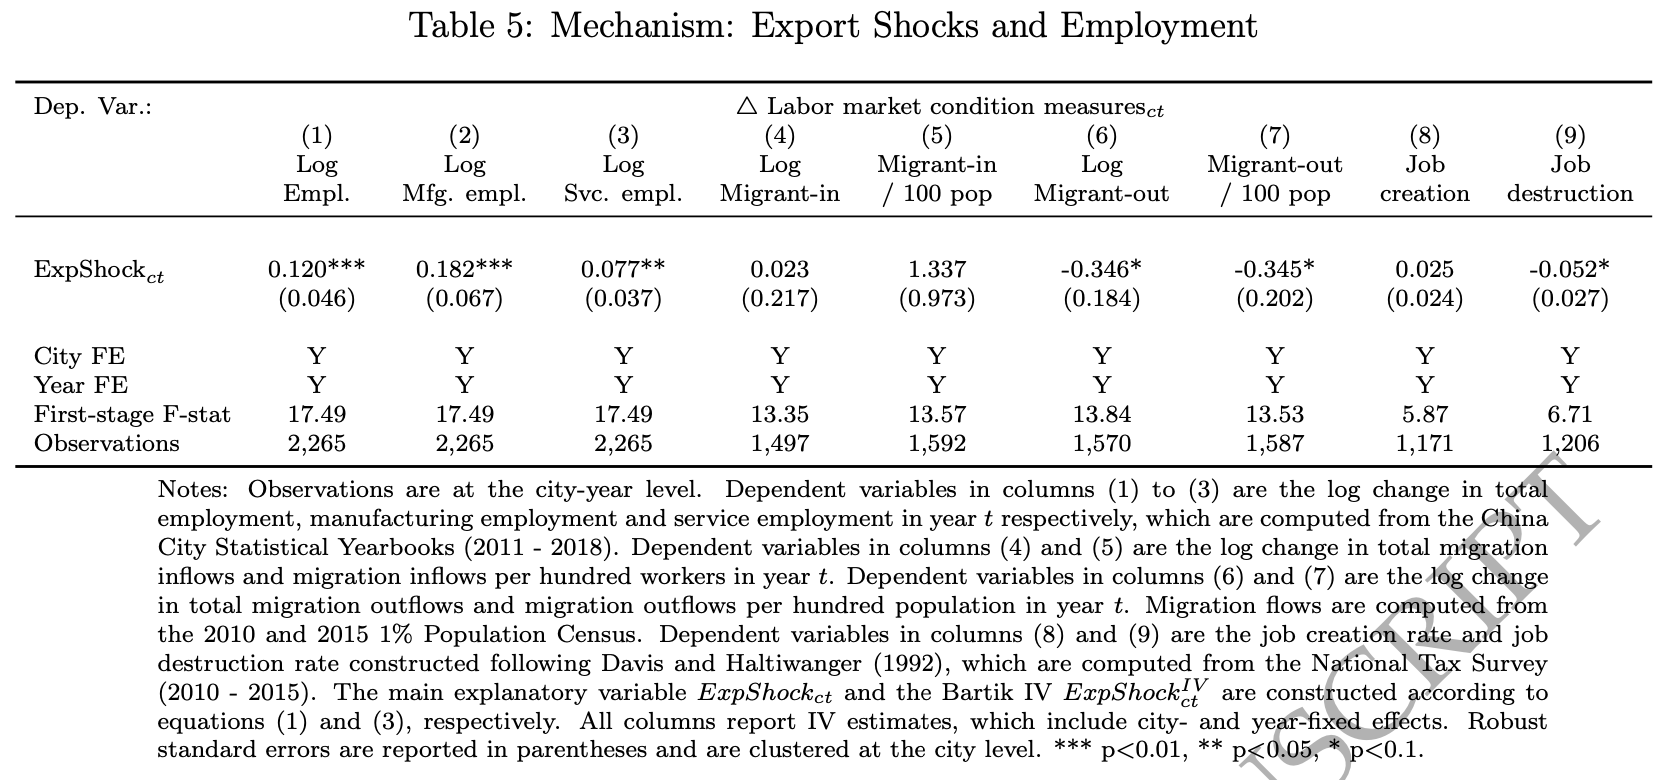 Table 5: Mechanism: Export Shocks and Employment
Dep. Var.: △ Labor market condition measures_ct
(1) (2) (3) (4) (5) (6) (7) (8) (9)
Log Log Log Log Migrant-in Log Migrant-out Job Job
Empl. Mfg. empl. Svc. empl. Migrant-in / 100 pop Migrant-out / 100 pop creation destruction
ExpShock_ct 0.120*** 0.182*** 0.077** 0.023 1.337 -0.346* -0.345* 0.025 -0.052*
(0.046) (0.067) (0.037) (0.217) (0.973) (0.184) (0.202) (0.024) (0.027)
City FE Y Y Y Y Y Y Y Y Y
Year FE Y Y Y Y Y Y Y Y Y
First-stage F-stat 17.49 17.49 17.49 13.35 13.57 13.84 13.53 5.87 6.71
Observations 2,265 2,265 2,265 1,497 1,592 1,570 1,587 1,171 1,206
Notes: Observations are at the city-year level. Dependent variables in columns (1) to (3) are the log change in total
employment, manufacturing employment and service employment in year t respectively, which are computed from the China
City Statistical Yearbooks (2011 - 2018). Dependent variables in columns (4) and (5) are the log change in total migration
inflows and migration inflows per hundred workers in year t. Dependent variables in columns (6) and (7) are the log change
in total migration outflows and migration outflows per hundred population in year t. Migration flows are computed from
the 2010 and 2015 1% Population Census. Dependent variables in columns (8) and (9) are the job creation rate and job
destruction rate constructed following Davis and Haltiwanger (1992), which are computed from the National Tax Survey
(2010 - 2015). The main explanatory variable ExpShock_ct and the Bartik IV ExpShock_ct^IV are constructed according to
equations (1) and (3), respectively. All columns report IV estimates, which include city- and year-fixed effects. Robust
standard errors are reported in parentheses and are clustered at the city level. *** p<0.01, ** p<0.05, * p<0.1.
USCRIPT